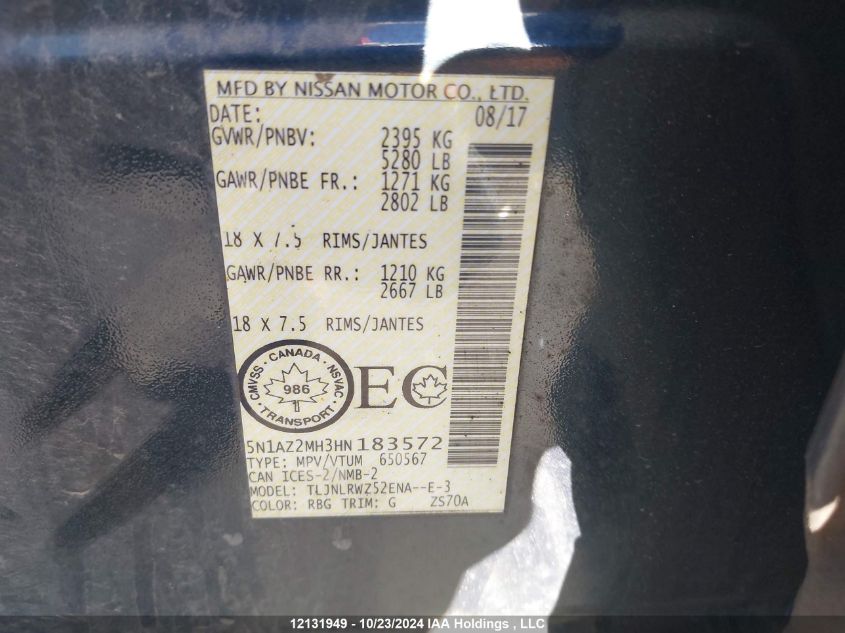 MFD BY NISSAN MOTOR CO., LTD.
DATE: 08/17
GVWR/PNBV: 2395 KG
5280 LB
GAWR/PNBE FR.: 1271 KG
2802 LB
18 X 7.5 RIMS/JANTES
GAWR/PNBE RR.: 1210 KG
2667 LB
18 X 7.5 RIMS/JANTES
CMVSS · CANADA · NSVAC
986
1
TRANSPORT
EC
5N1AZ2MH3HN183572
TYPE: MPV/VTUM 650567
CAN ICES-2/NMB-2
MODEL: TLJNLRWZ52ENA--E-3
COLOR: RBG TRIM: G ZS70A
12131949 - 10/23/2024 IAA Holdings , LLC